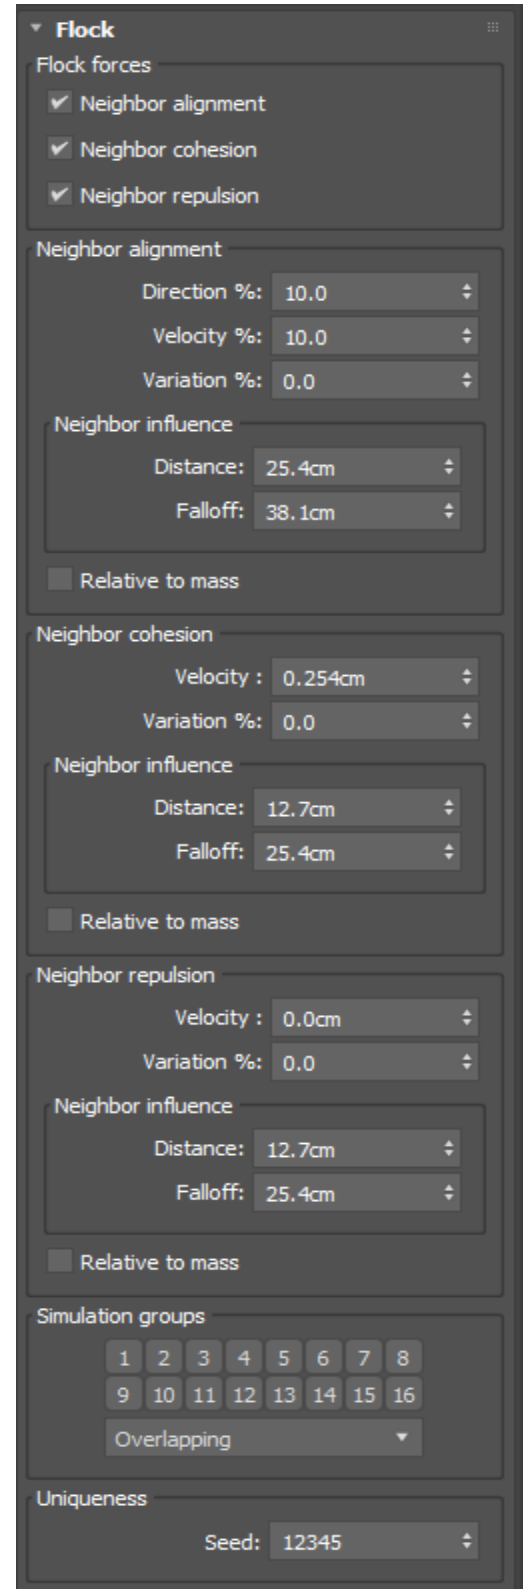 Flock
Flock forces
Neighbor alignment
Neighbor cohesion
Neighbor repulsion
Neighbor alignment
Direction %: 10.0
Velocity %: 10.0
Variation %: 0.0
Neighbor influence
Distance: 25.4cm
Falloff: 38.1cm
Relative to mass
Neighbor cohesion
Velocity : 0.254cm
Variation %: 0.0
Neighbor influence
Distance: 12.7cm
Falloff: 25.4cm
Relative to mass
Neighbor repulsion
Velocity : 0.0cm
Variation %: 0.0
Neighbor influence
Distance: 12.7cm
Falloff: 25.4cm
Relative to mass
Simulation groups
1 2 3 4 5 6 7 8
9 10 11 12 13 14 15 16
Overlapping
Uniqueness
Seed: 12345